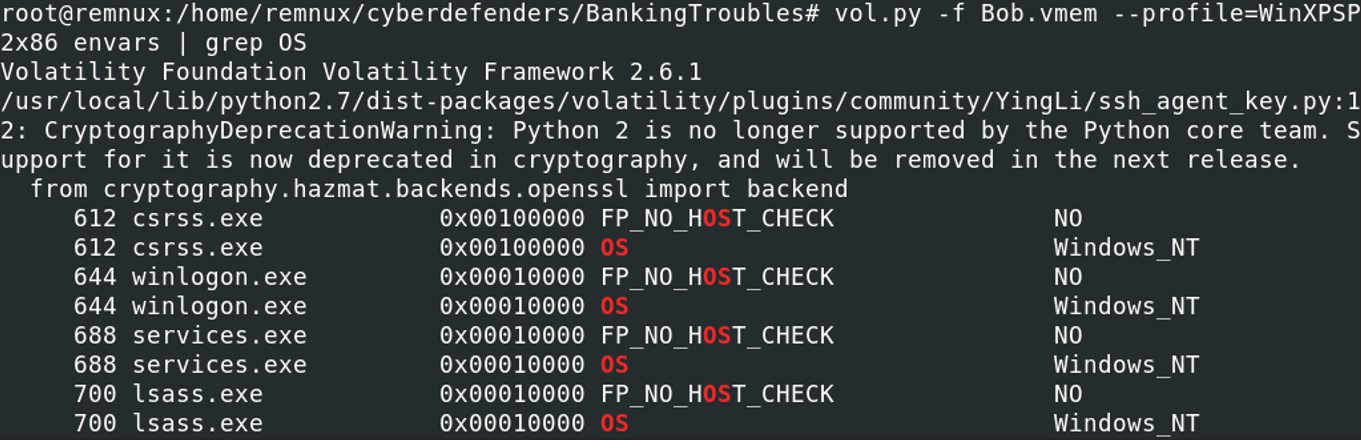 root@remnux:/home/remnux/cyberdefenders/BankingTroubles# vol.py -f Bob.vmem --profile=WinXPSP
2x86 envars | grep OS
Volatility Foundation Volatility Framework 2.6.1
/usr/local/lib/python2.7/dist-packages/volatility/plugins/community/YingLi/ssh_agent_key.py:1
2: CryptographyDeprecationWarning: Python 2 is no longer supported by the Python core team. S
upport for it is now deprecated in cryptography, and will be removed in the next release.
  from cryptography.hazmat.backends.openssl import backend
     612 csrss.exe            0x00100000 FP_NO_HOST_CHECK               NO
     612 csrss.exe            0x00100000 OS                             Windows_NT
     644 winlogon.exe         0x00010000 FP_NO_HOST_CHECK               NO
     644 winlogon.exe         0x00010000 OS                             Windows_NT
     688 services.exe         0x00010000 FP_NO_HOST_CHECK               NO
     688 services.exe         0x00010000 OS                             Windows_NT
     700 lsass.exe            0x00010000 FP_NO_HOST_CHECK               NO
     700 lsass.exe            0x00010000 OS                             Windows_NT